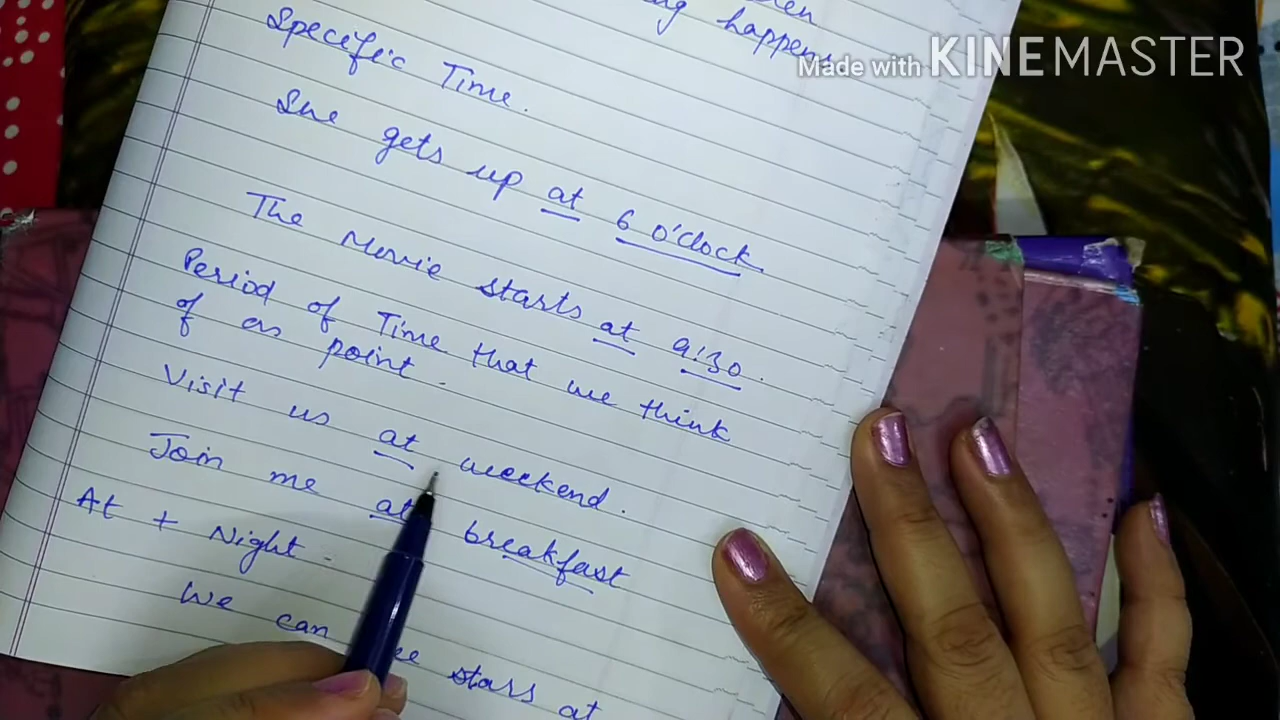 happens
Made with KINEMASTER
Specific Time.
She gets up at 6 o'clock.
The Movie starts at 9:30.
Period of Time that we think
of as point.
Visit us at weekend.
Join me at breakfast
At + Night.
We can see stars at